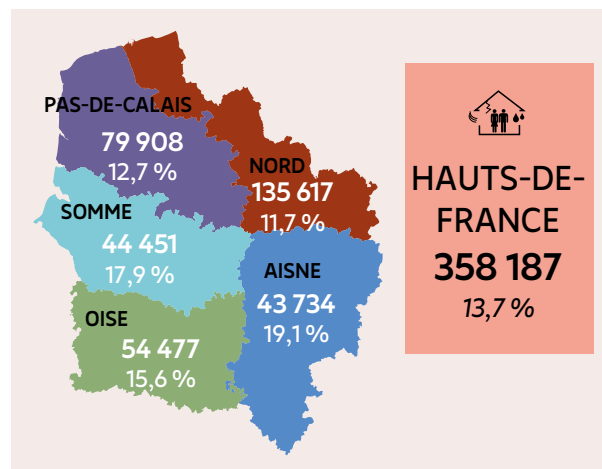 PAS-DE-CALAIS
79 908
12,7 %
NORD
135 617
11,7 %
SOMME
44 451
17,9 %
AISNE
43 734
19,1 %
OISE
54 477
15,6 %
HAUTS-DE-
FRANCE
358 187
13,7 %